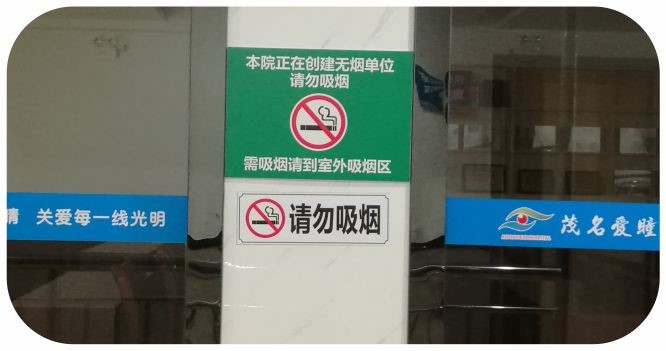 本院正在创建无烟单位
请勿吸烟
需吸烟请到室外吸烟区
请勿吸烟
睛 关爱每一线光明
茂名爱瞳